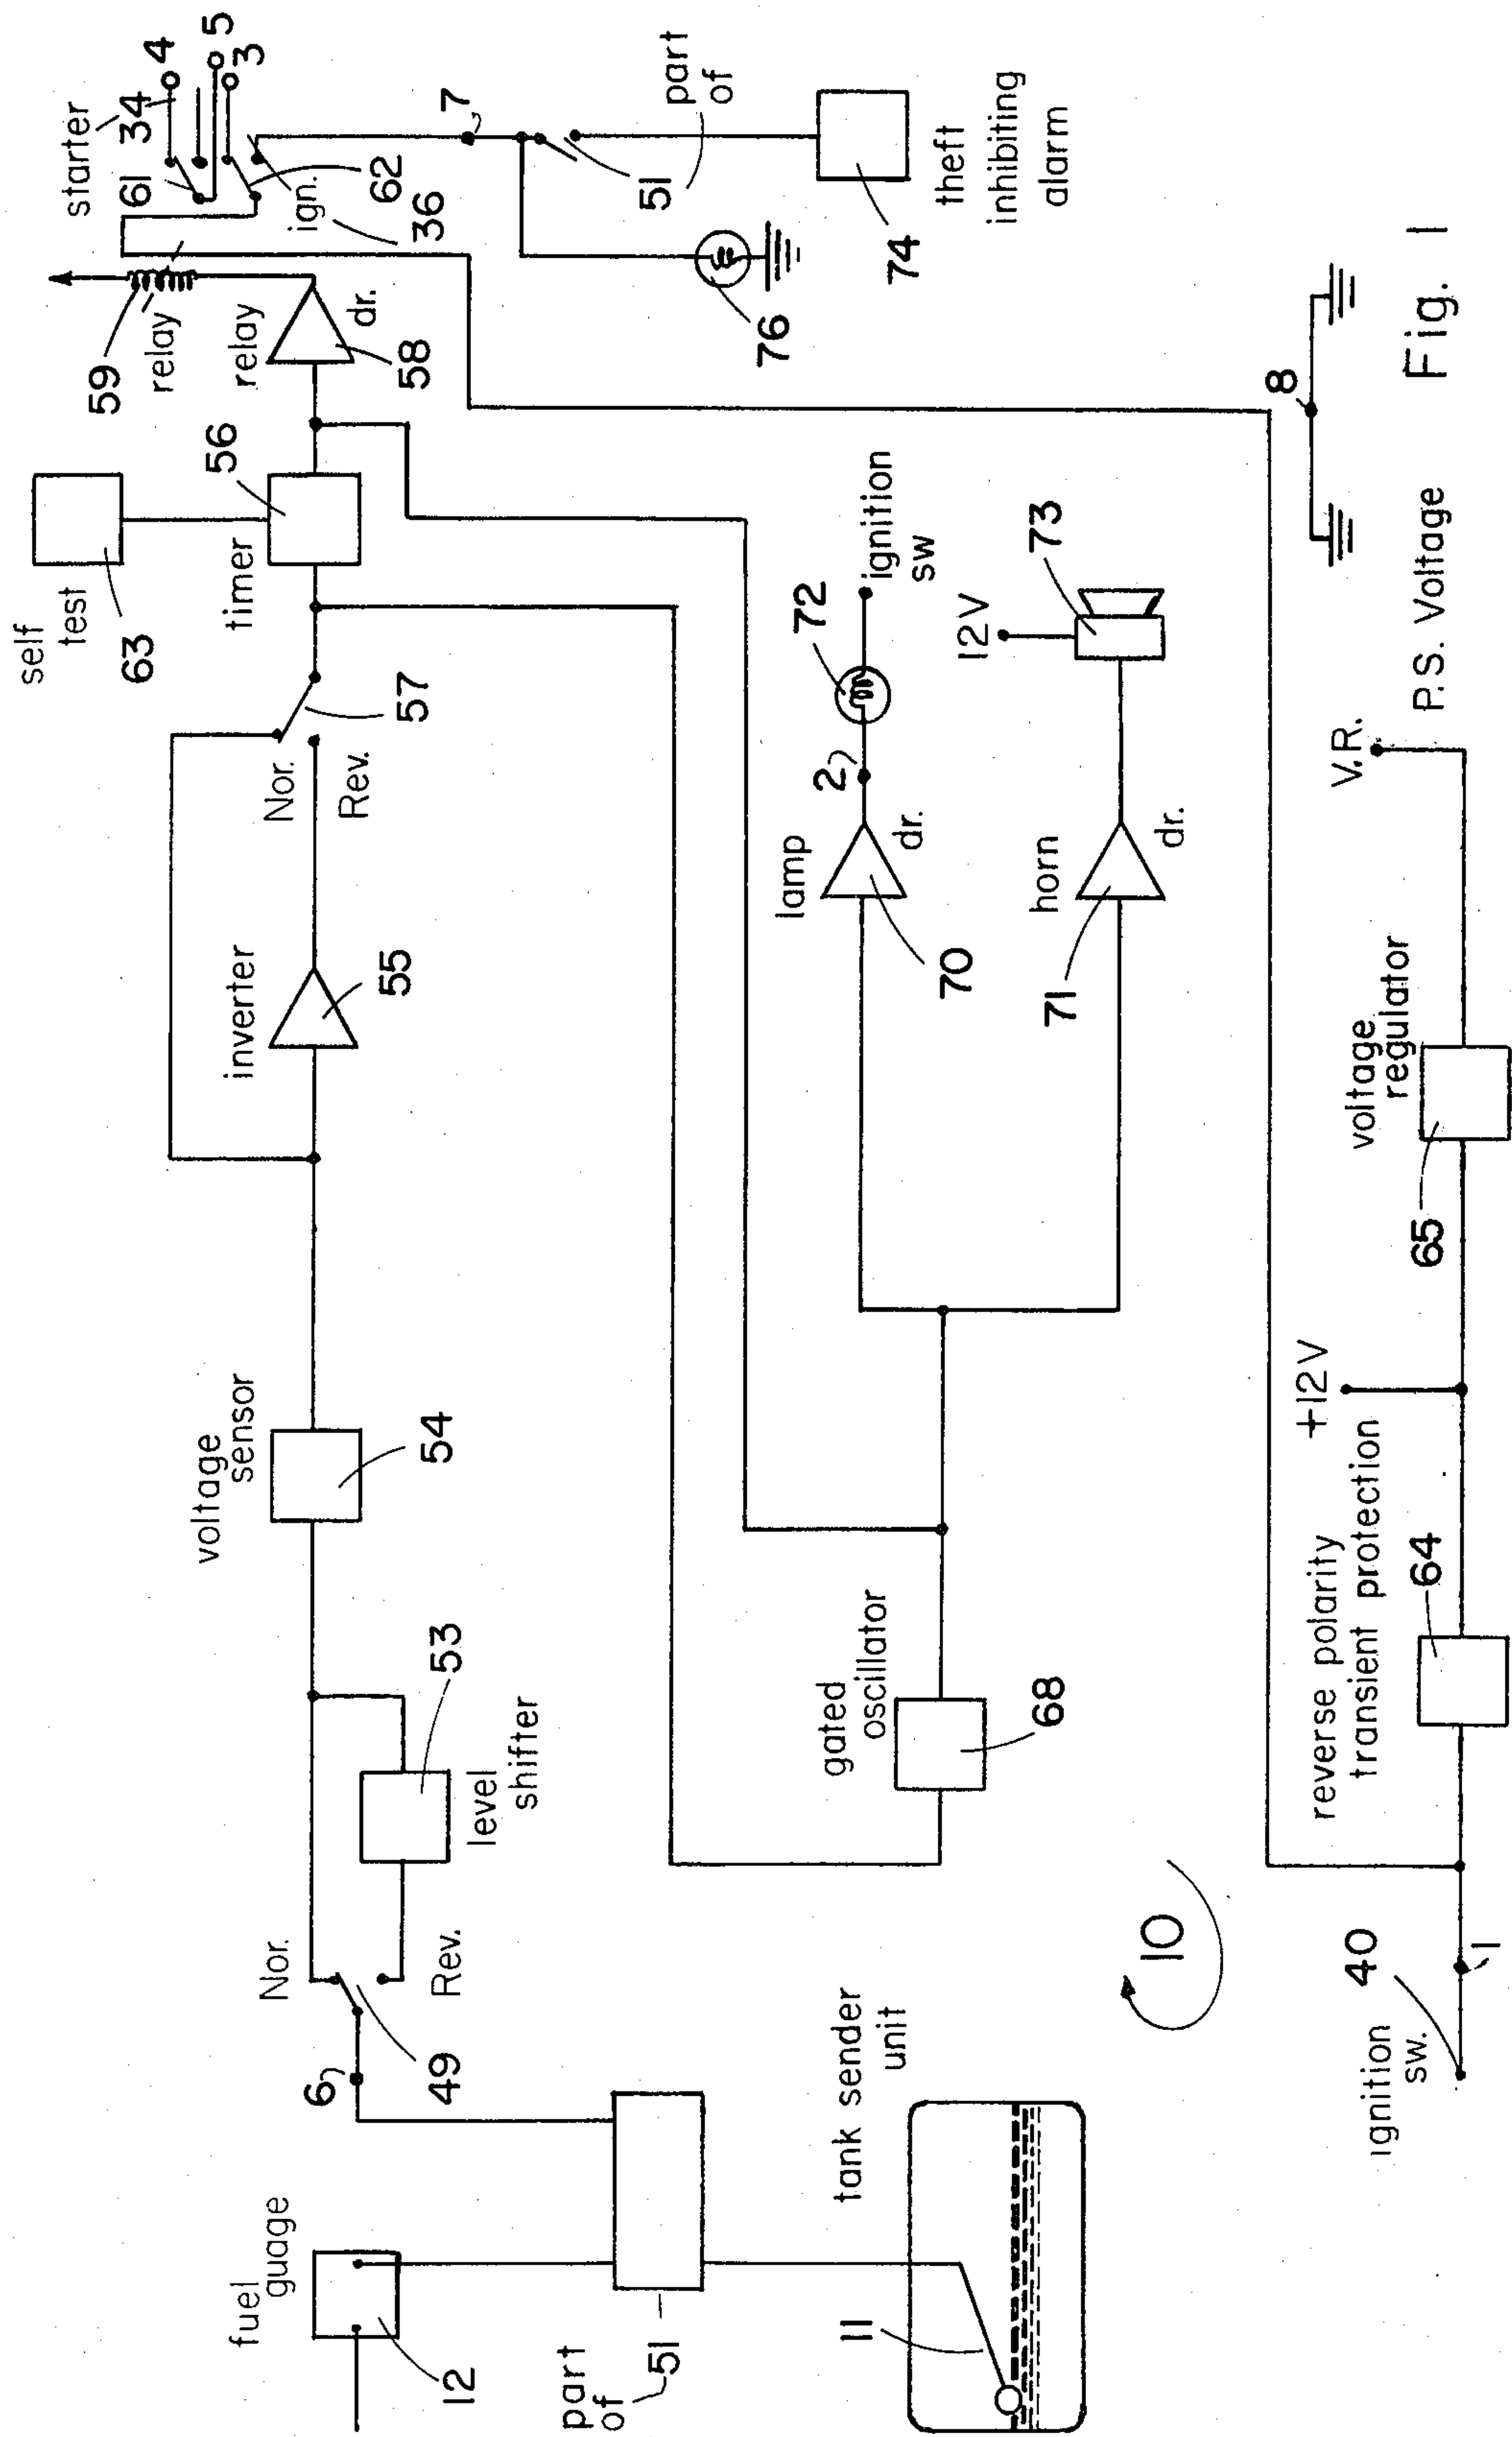 fuel
guage
12
part
of
51
tank sender
unit
11
6
49
Nor.
Rev.
53
level
shifter
voltage
sensor
54
inverter
55
Nor.
Rev.
57
self
test
63
timer
56
59
relay
relay
dr.
58
starter
34
61
4
5
3
ign.
62
36
7
51
part
of
76
74
theft
inhibiting
alarm
gated
oscillator
68
lamp
dr.
70
2
72
ignition
sw
horn
dr.
71
12V
73
10
ignition
sw.
40
1
reverse polarity
transient protection
64
+12V
voltage
regulator
65
V.R.
P.S. Voltage
8
Fig. 1